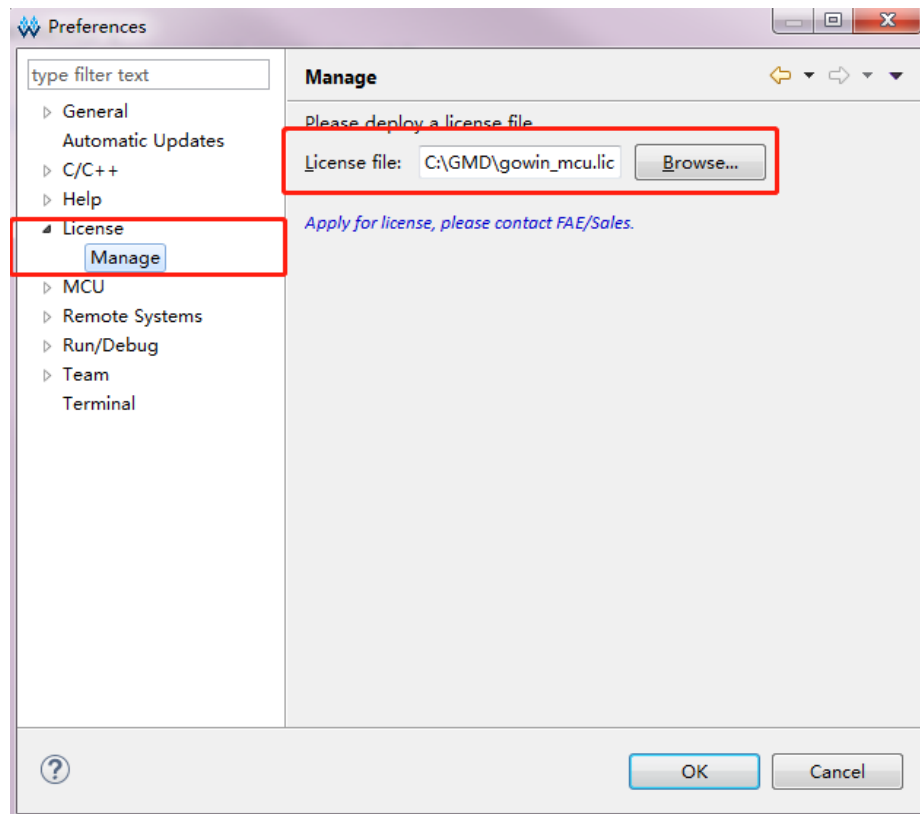 Preferences
type filter text
General
Automatic Updates
C/C++
Help
License
Manage
MCU
Remote Systems
Run/Debug
Team
Terminal
Manage
Please deploy a license file
License file: C:\GMD\gowin_mcu.lic Browse...
Apply for license, please contact FAE/Sales.
OK Cancel